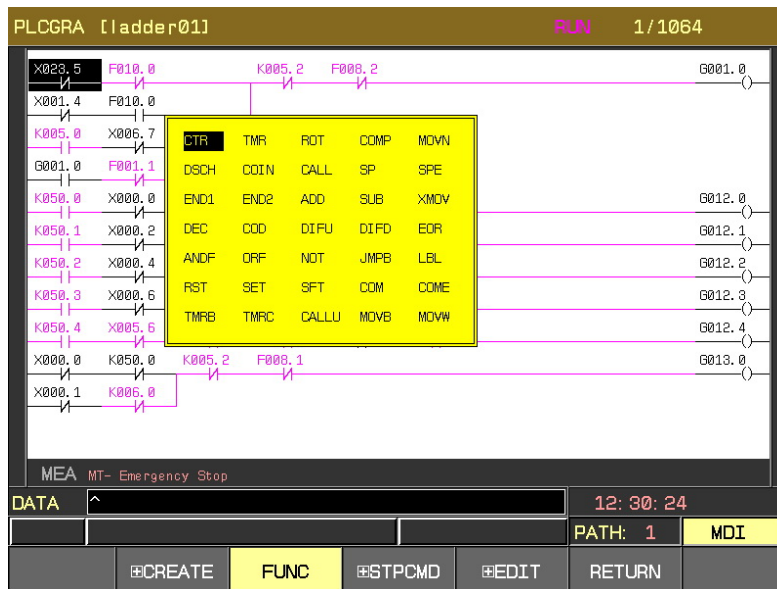 PLCGRA [ladder01] RUN 1/1064
X023.5 F010.0 K005.2 F008.2 G001.0
X001.4 F010.0
K005.0 X006.7
G001.0 F001.1
K050.0 X000.0 G012.0
K050.1 X000.2 G012.1
K050.2 X000.4 G012.2
K050.3 X000.6 G012.3
K050.4 X005.6 G012.4
X000.0 K050.0 K005.2 F008.1 G013.0
X000.1 K006.0
CTR TMR ROT COMP MOVN
DSCH COIN CALL SP SPE
END1 END2 ADD SUB XMOV
DEC COD DIFU DIFD EOR
ANDF ORF NOT JMPB LBL
RST SET SFT COM COME
TMRB TMRC CALLU MOVB MOVW
MEA MT- Emergency Stop
DATA ^ 12:30:24
PATH: 1 MDI
⊞CREATE FUNC ⊞STPCMD ⊞EDIT RETURN